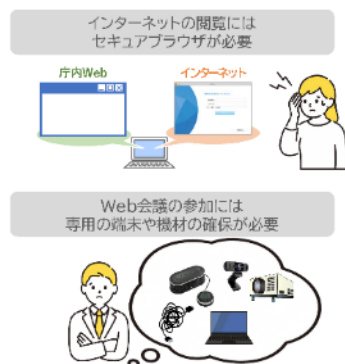 インターネットの閲覧には
セキュアブラウザが必要
庁内Web
インターネット
Web会議の参加には
専用の端末や機材の確保が必要